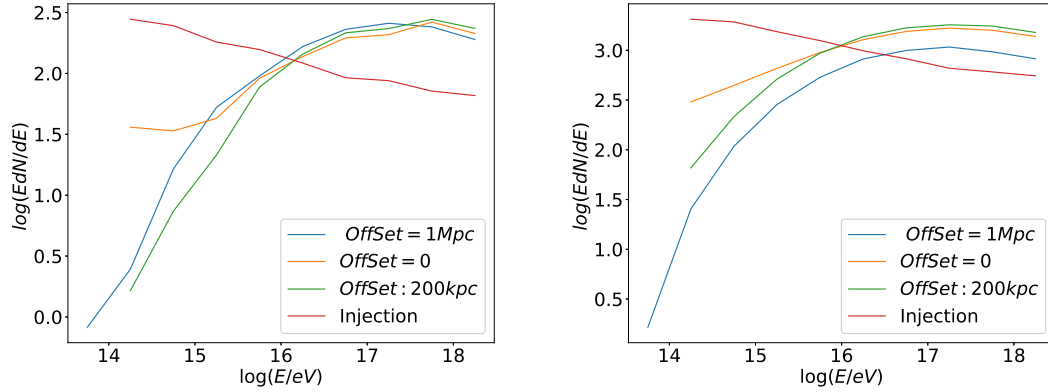 2.5
2.0
1.5
1.0
0.5
0.0
log(EdN/dE)
14 15 16 17 18
log(E/eV)
OffSet = 1Mpc
OffSet = 0
OffSet : 200kpc
Injection
3.0
2.5
2.0
1.5
1.0
0.5
log(EdN/dE)
14 15 16 17 18
log(E/eV)
OffSet = 1Mpc
OffSet = 0
OffSet : 200kpc
Injection